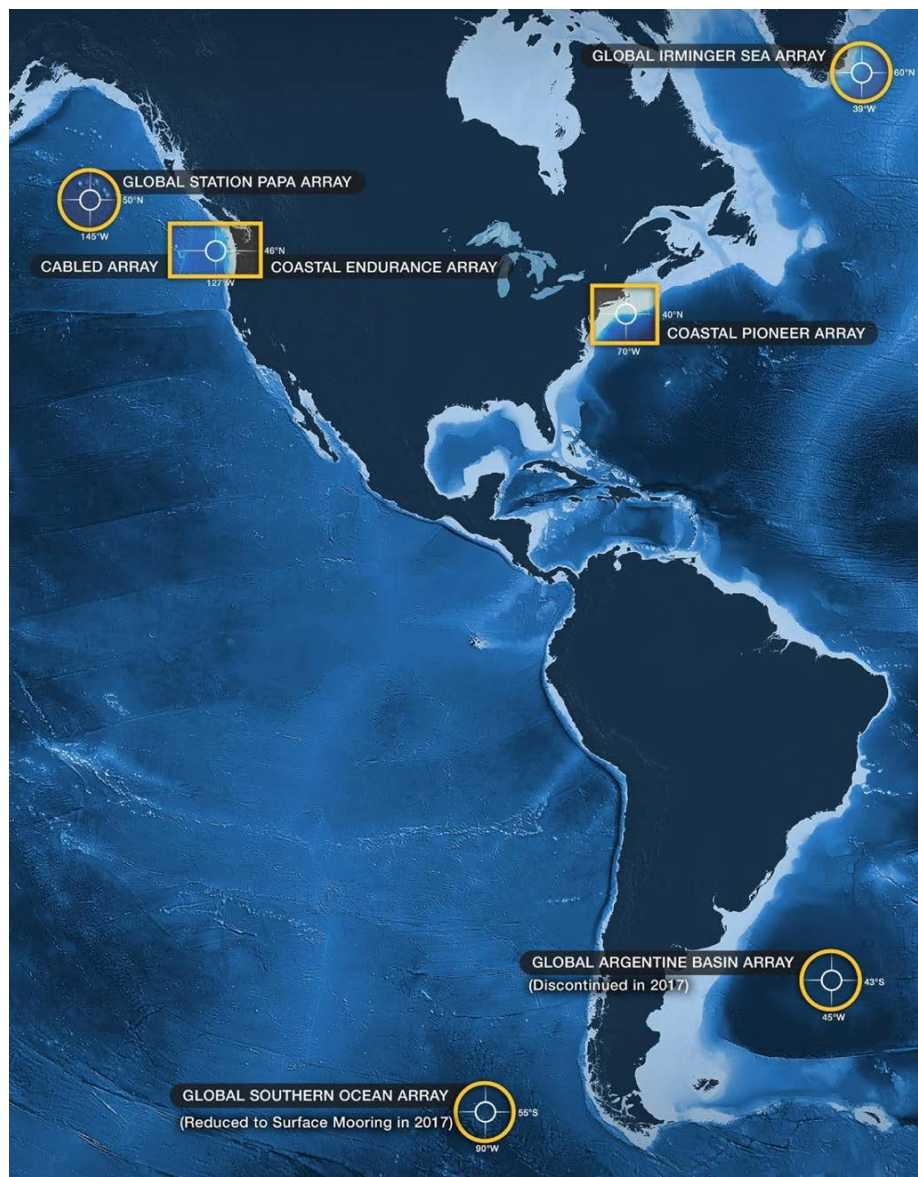 GLOBAL IRMINGER SEA ARRAY
60°N
39°W
GLOBAL STATION PAPA ARRAY
50°N
145°W
CABLED ARRAY
46°N
COASTAL ENDURANCE ARRAY
127°W
40°N
COASTAL PIONEER ARRAY
70°W
GLOBAL ARGENTINE BASIN ARRAY
(Discontinued in 2017)
43°S
45°W
GLOBAL SOUTHERN OCEAN ARRAY
(Reduced to Surface Mooring in 2017)
55°S
90°W